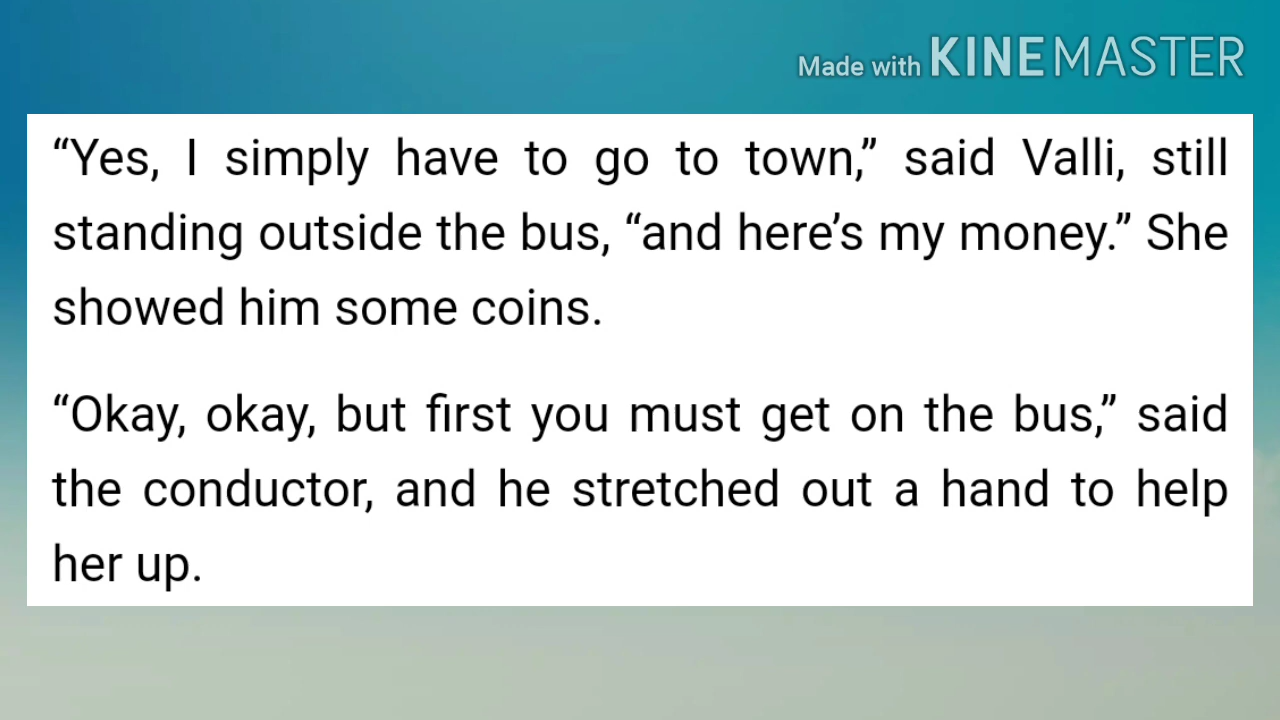 Made with KINEMASTER
“Yes, I simply have to go to town,” said Valli, still
standing outside the bus, “and here’s my money.” She
showed him some coins.
“Okay, okay, but first you must get on the bus,” said
the conductor, and he stretched out a hand to help
her up.